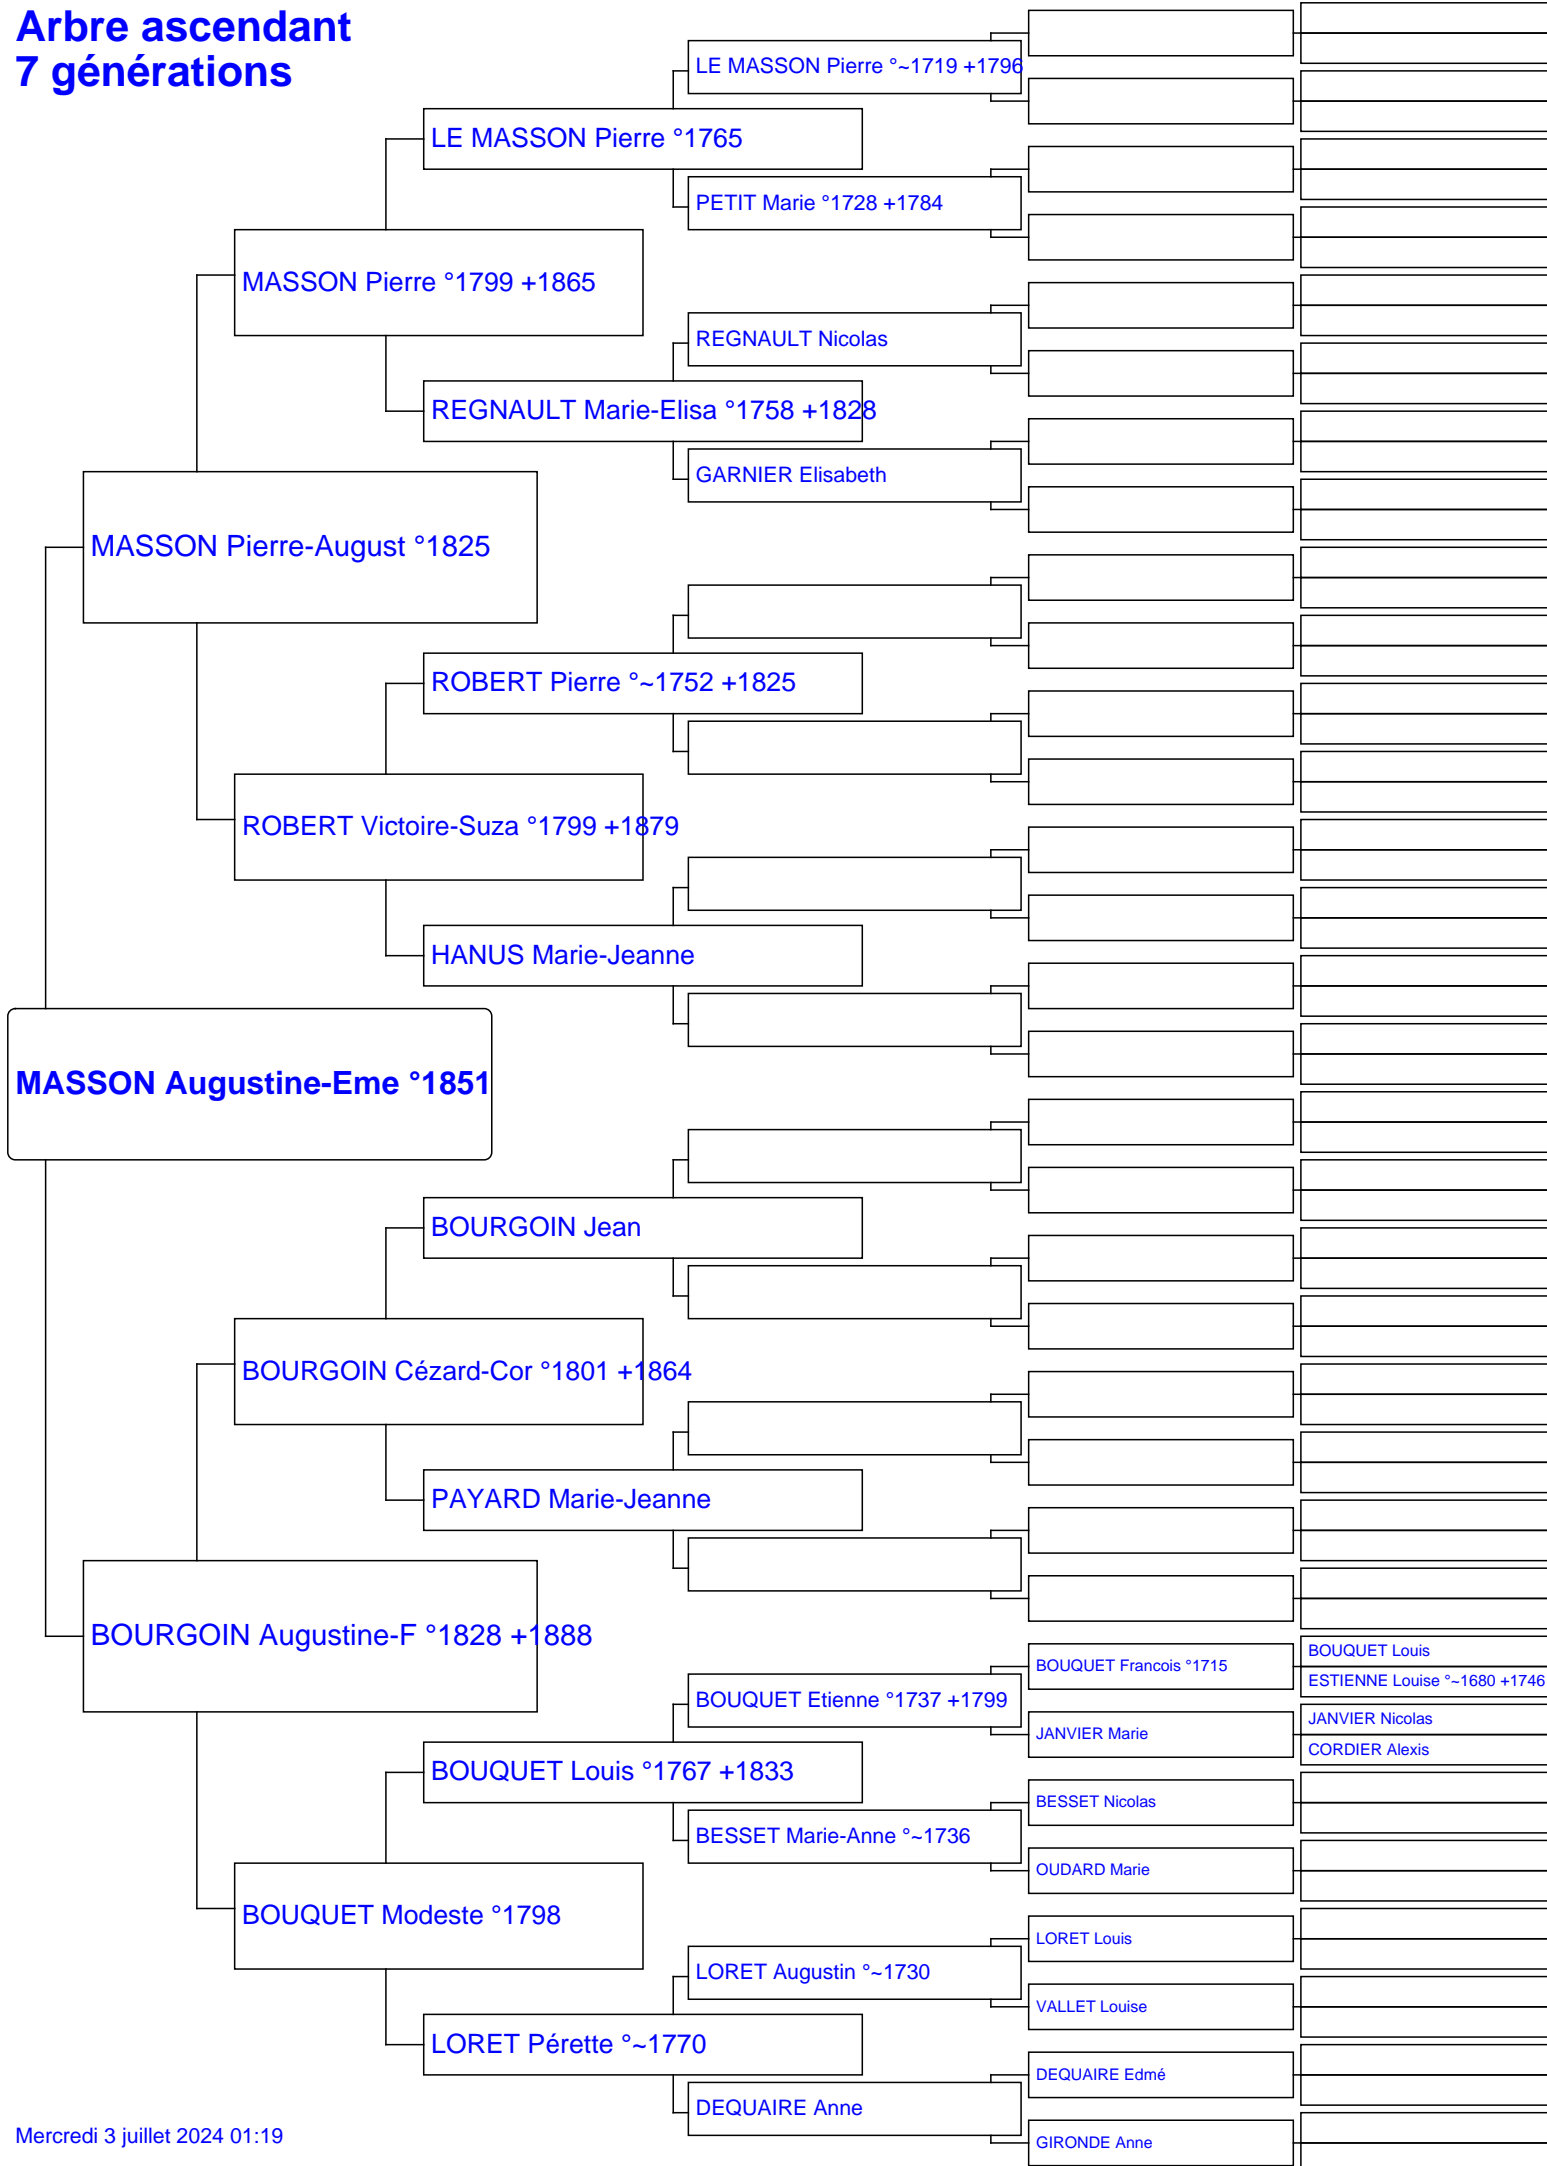 Arbre ascendant
7 générations
LE MASSON Pierre °~1719 +1796
LE MASSON Pierre °1765
PETIT Marie °1728 +1784
MASSON Pierre °1799 +1865
REGNAULT Nicolas
REGNAULT Marie-Elisa °1758 +1828
GARNIER Elisabeth
MASSON Pierre-August °1825
ROBERT Pierre °~1752 +1825
ROBERT Victoire-Suza °1799 +1879
HANUS Marie-Jeanne
MASSON Augustine-Eme °1851
BOURGOIN Jean
BOURGOIN Cézard-Cor °1801 +1864
PAYARD Marie-Jeanne
BOURGOIN Augustine-F °1828 +1888
BOUQUET Louis
BOUQUET Francois °1715
ESTIENNE Louise °~1680 +1746
BOUQUET Etienne °1737 +1799
JANVIER Nicolas
JANVIER Marie
CORDIER Alexis
BOUQUET Louis °1767 +1833
BESSET Nicolas
BESSET Marie-Anne °~1736
OUDARD Marie
BOUQUET Modeste °1798
LORET Louis
LORET Augustin °~1730
VALLET Louise
LORET Pérette °~1770
DEQUAIRE Edmé
DEQUAIRE Anne
GIRONDE Anne
Mercredi 3 juillet 2024 01:19